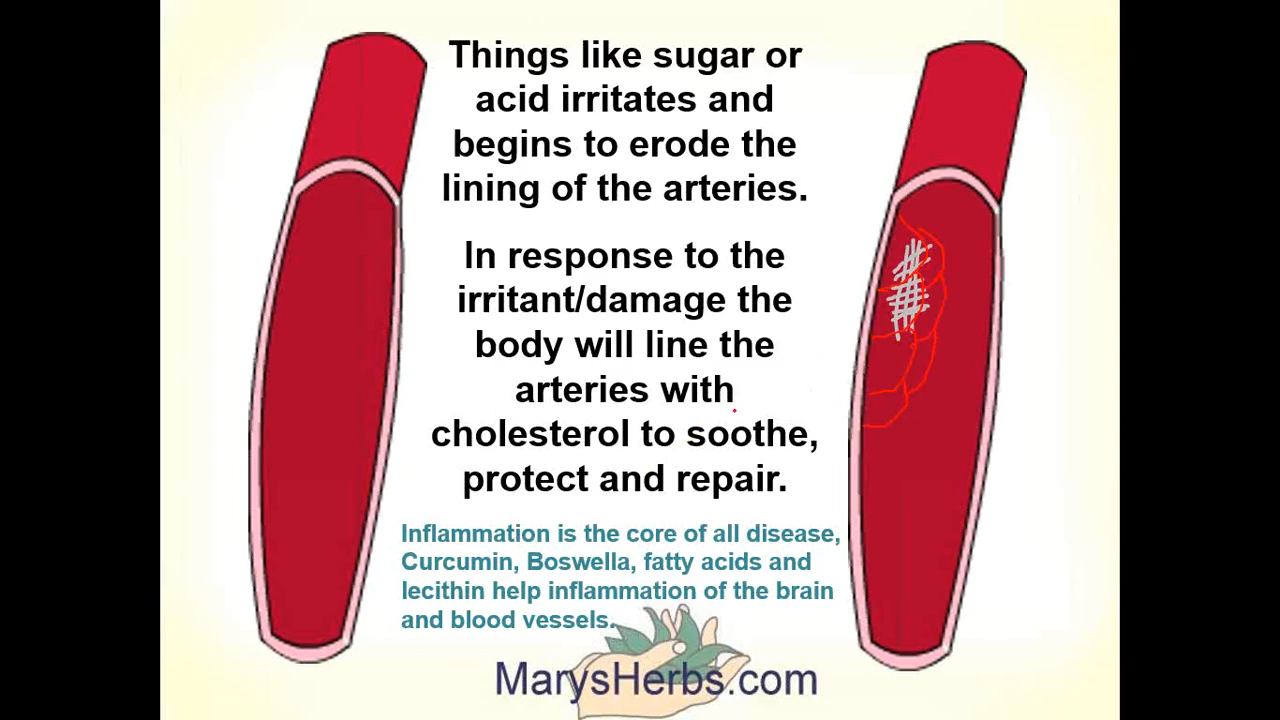 Things like sugar or
acid irritates and
begins to erode the
lining of the arteries.
In response to the
irritant/damage the
body will line the
arteries with
cholesterol to soothe,
protect and repair.
Inflammation is the core of all disease,
Curcumin, Boswella, fatty acids and
lecithin help inflammation of the brain
and blood vessels.
MarysHerbs.com